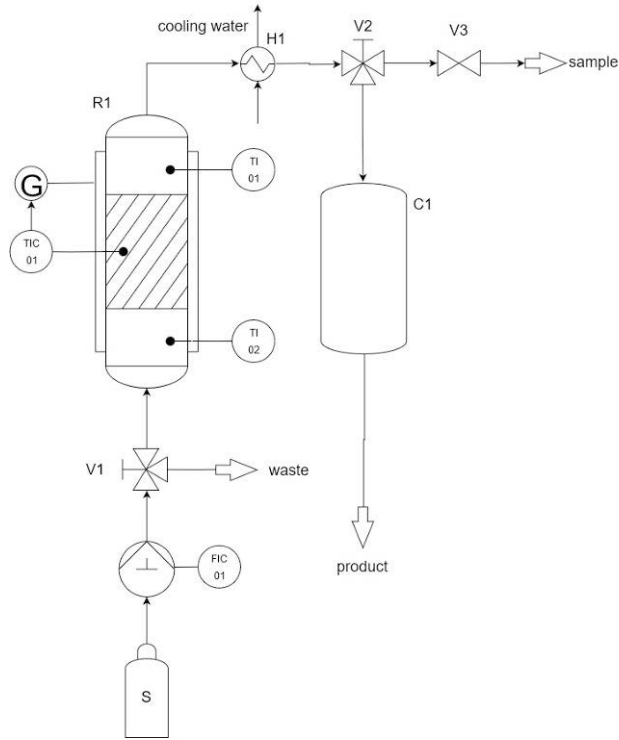 cooling water
H1
V2
V3
sample
R1
TI
01
G
C1
TIC
01
TI
02
V1
waste
FIC
01
product
S